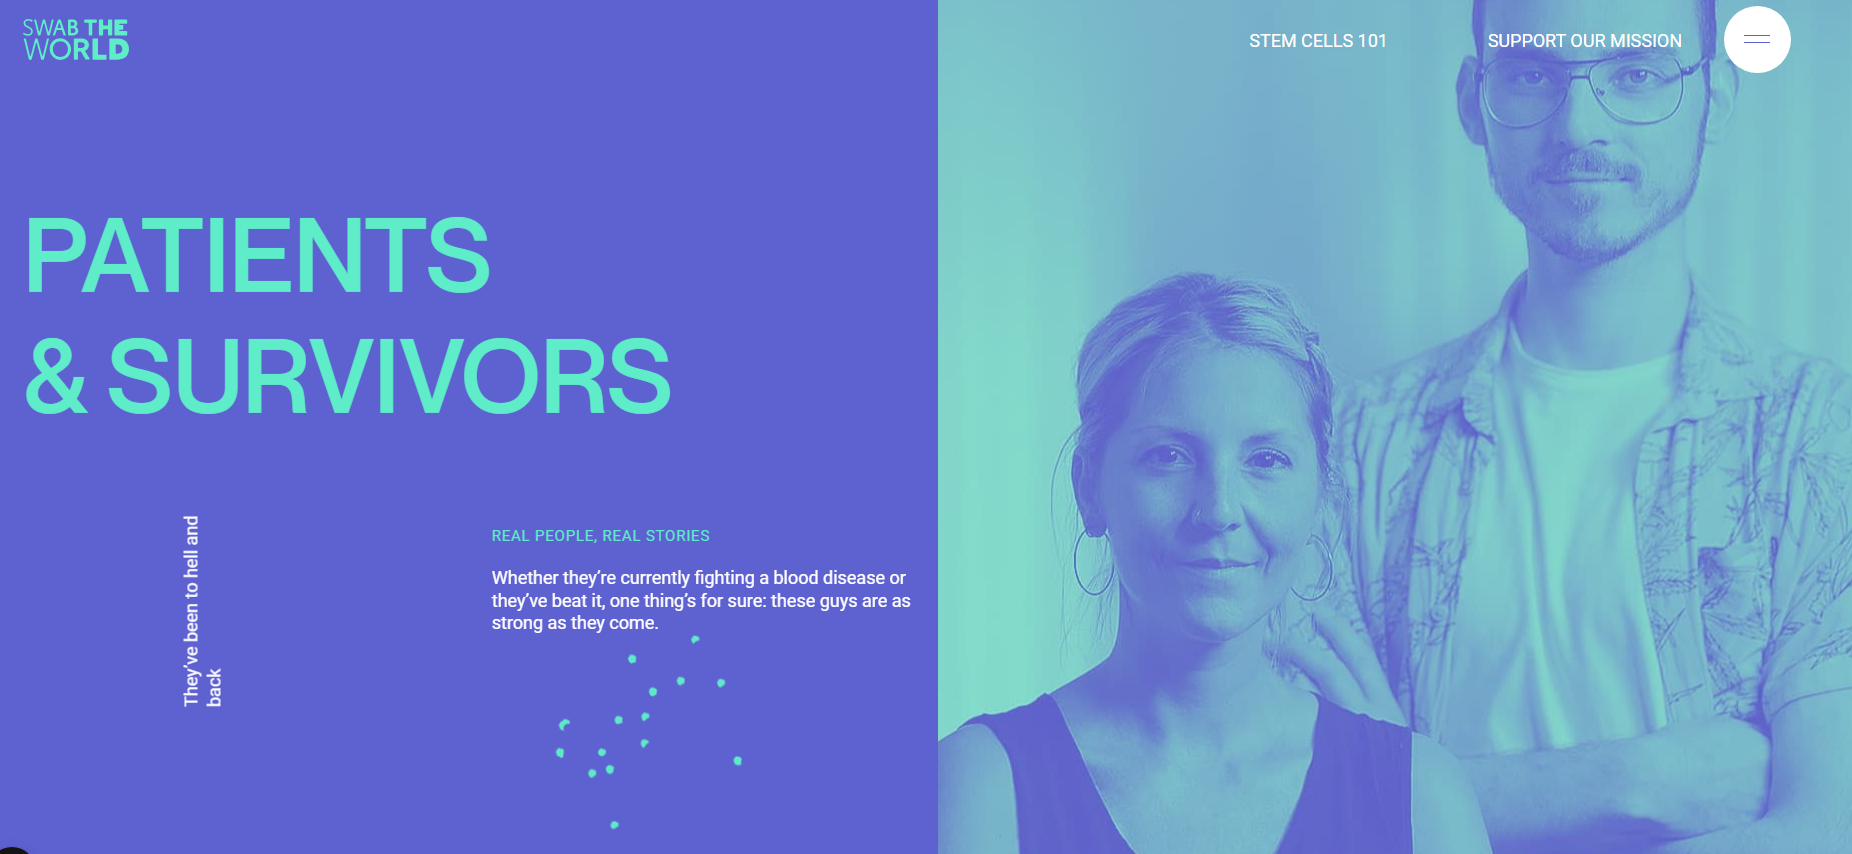 SWAB THE
WORLD
STEM CELLS 101
SUPPORT OUR MISSION
PATIENTS
& SURVIVORS
They've been to hell and
back
REAL PEOPLE, REAL STORIES
Whether they're currently fighting a blood disease or
they've beat it, one thing's for sure: these guys are as
strong as they come.